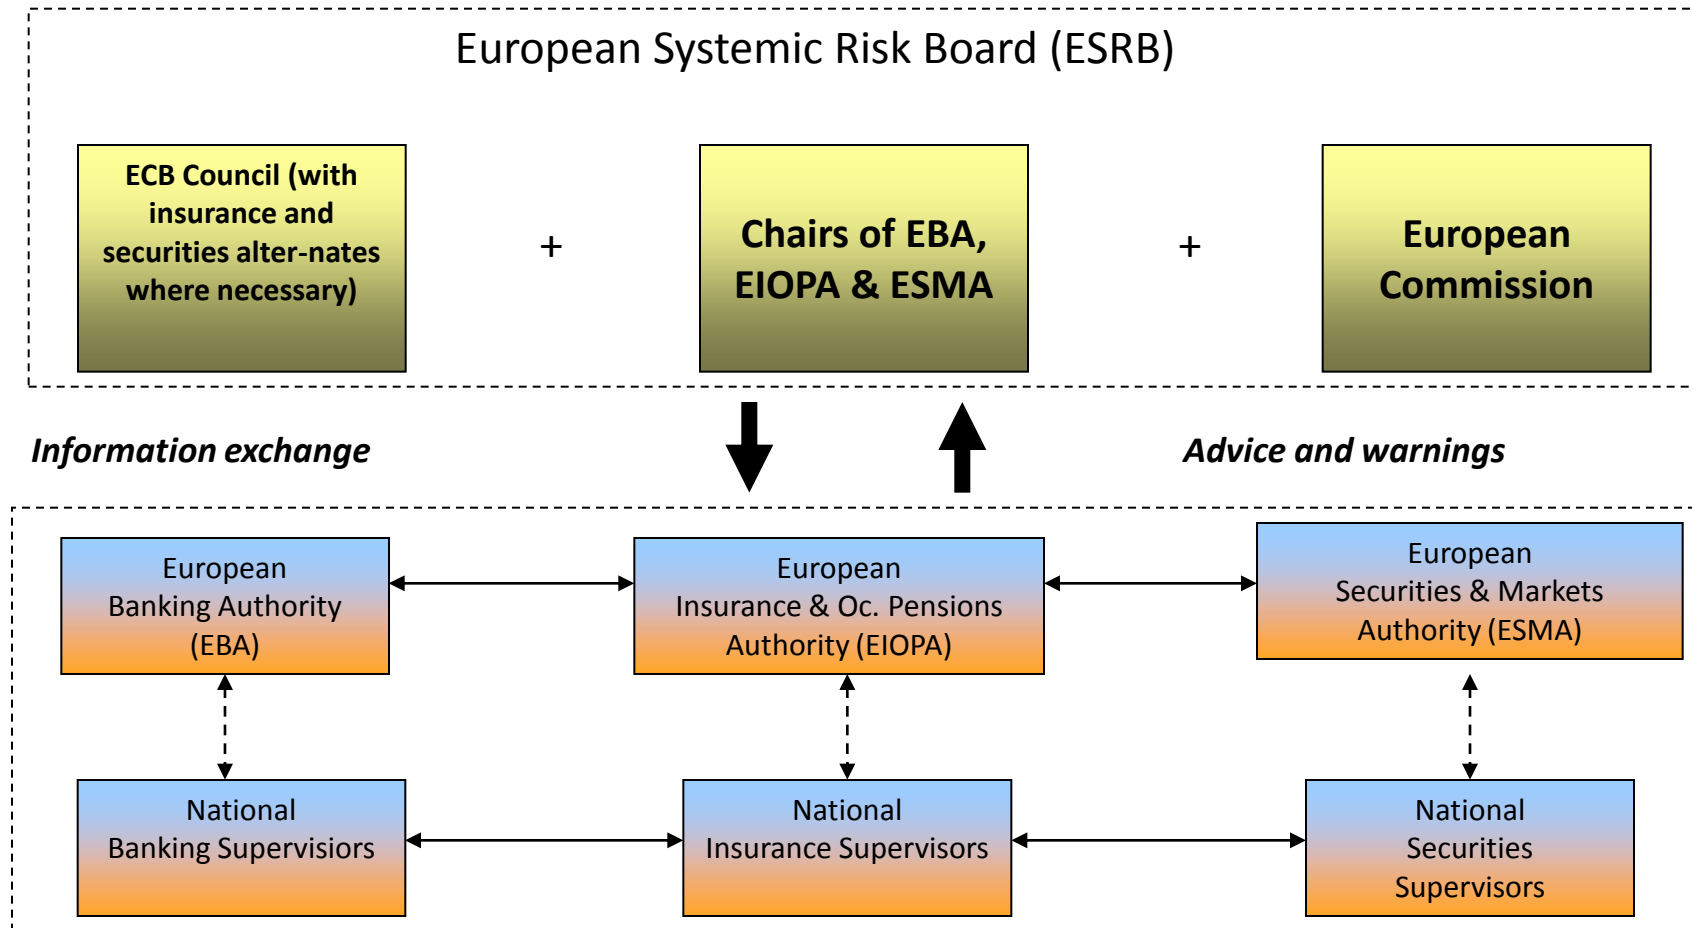 European Systemic Risk Board (ESRB)
ECB Council (with
insurance and
securities alter-nates
where necessary)
+
Chairs of EBA,
EIOPA & ESMA
+
European
Commission
Information exchange
Advice and warnings
European
Banking Authority
(EBA)
European
Insurance & Oc. Pensions
Authority (EIOPA)
European
Securities & Markets
Authority (ESMA)
National
Banking Supervisiors
National
Insurance Supervisors
National
Securities
Supervisors